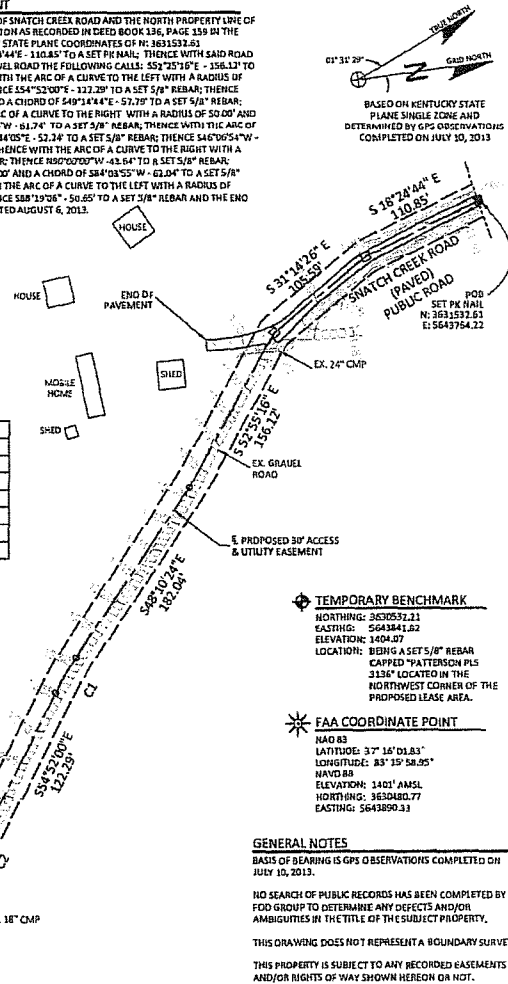 NT
OF SNATCH CREEK ROAD AND THE NORTH PROPERTY LINE OF
TION AS RECORDED IN DEED BOOK 136, PAGE 159 IN THE
STATE PLANE COORDINATES OF N: 3631532.61
'44"E - 110.85' TO A SET PK NAIL; THENCE WITH SAID ROAD
VEL ROAD THE FOLLOWING CALLS: S52°25'16"E - 156.12' TO
TH THE ARC OF A CURVE TO THE LEFT WITH A RADIUS OF
CE S54°52'00"E - 122.29' TO A SET 5/8" REBAR; THENCE
D A CHORD OF S49°14'44"E - 57.79' TO A SET 5/8" REBAR;
C OF A CURVE TO THE RIGHT WITH A RADIUS OF 50.00' AND
"W - 61.74' TO A SET 5/8" REBAR; THENCE WITH THE ARC OF
'05"E - 52.24' TO A SET 5/8" REBAR; THENCE S46°06'54"W -
HENCE WITH THE ARC OF A CURVE TO THE RIGHT WITH A
R; THENCE N90°00'00"W - 43.64' TO A SET 5/8" REBAR;
00' AND A CHORD OF S84°03'55"W - 62.04' TO A SET 5/8"
THE ARC OF A CURVE TO THE LEFT WITH A RADIUS OF
CE S88°19'06" - 50.65' TO A SET 5/8" REBAR AND THE END
TED AUGUST 6, 2013.
TRUE NORTH
01° 31' 29"
GRID NORTH
N
BASED ON KENTUCKY STATE
PLANE SINGLE ZONE AND
DETERMINED BY GPS OBSERVATIONS
COMPLETED ON JULY 10, 2013
HOUSE
S 18°24'44" E
110.85'
S 31°14'26" E
105.59'
HOUSE
END OF
PAVEMENT
SNATCH CREEK ROAD
(PAVED)
PUBLIC ROAD
POB
SET PK NAIL
N: 3631532.61
E: 5643764.22
MOBILE
HOME
SHED
EX. 24" CMP
SHED
S 52°55'16" E
156.12'
EX. GRAVEL
ROAD
℄ PROPOSED 30' ACCESS
& UTILITY EASEMENT
S48°10'24"E
182.04'
C1
S54°52'00"E
122.29'
18" CMP
TEMPORARY BENCHMARK
NORTHING: 3630532.21
EASTING: 5643841.62
ELEVATION: 1404.07
LOCATION: BEING A SET 5/8" REBAR
CAPPED "PATTERSON PLS
3136" LOCATED IN THE
NORTHWEST CORNER OF THE
PROPOSED LEASE AREA.
FAA COORDINATE POINT
NAD 83
LATITUDE: 37° 16' 01.83"
LONGITUDE: 83° 15' 58.95"
NAVD 88
ELEVATION: 1401' AMSL
NORTHING: 3630480.77
EASTING: 5643890.33
GENERAL NOTES
BASIS OF BEARING IS GPS OBSERVATIONS COMPLETED ON
JULY 10, 2013.
NO SEARCH OF PUBLIC RECORDS HAS BEEN COMPLETED BY
FOD GROUP TO DETERMINE ANY DEFECTS AND/OR
AMBIGUITIES IN THE TITLE OF THE SUBJECT PROPERTY.
THIS DRAWING DOES NOT REPRESENT A BOUNDARY SURVE
THIS PROPERTY IS SUBJECT TO ANY RECORDED EASEMENTS
AND/OR RIGHTS OF WAY SHOWN HEREON OR NOT.